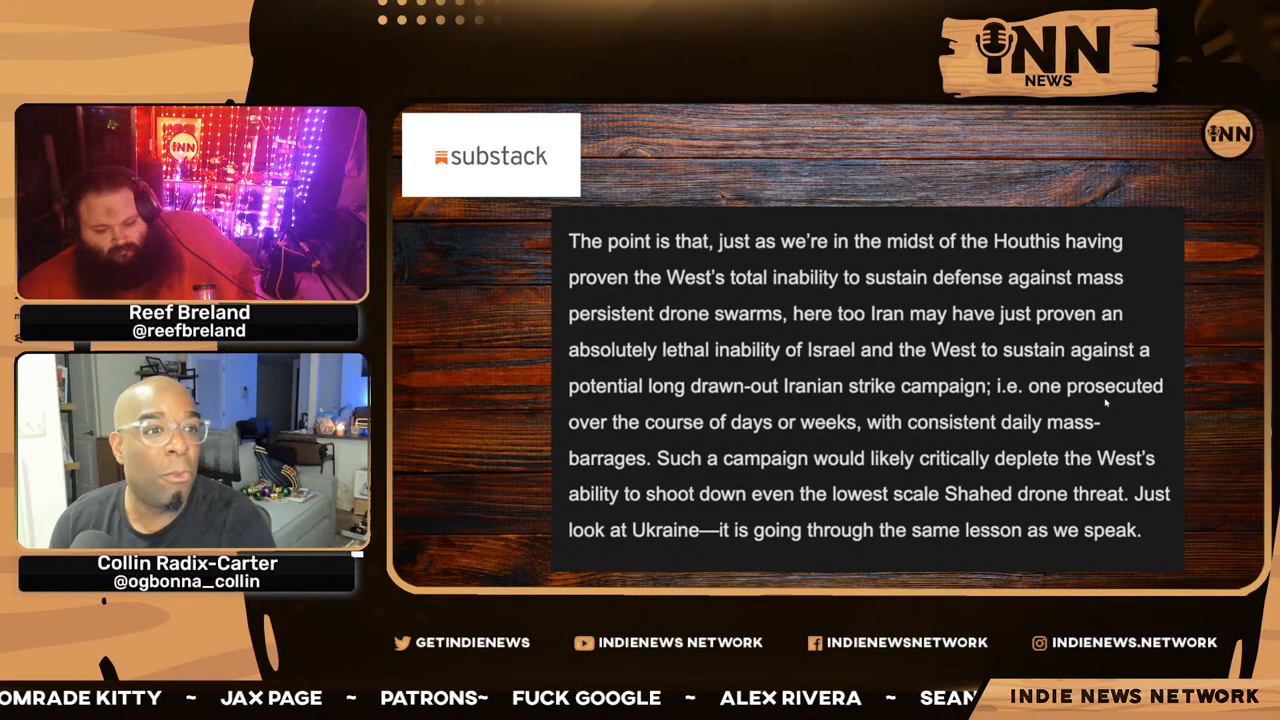 iNN
NEWS
iNN
substack
The point is that, just as we're in the midst of the Houthis having
proven the West's total inability to sustain defense against mass
persistent drone swarms, here too Iran may have just proven an
absolutely lethal inability of Israel and the West to sustain against a
potential long drawn-out Iranian strike campaign; i.e. one prosecuted
over the course of days or weeks, with consistent daily mass-
barrages. Such a campaign would likely critically deplete the West's
ability to shoot down even the lowest scale Shahed drone threat. Just
look at Ukraine—it is going through the same lesson as we speak.
iNN
Reef Breland
@reefbreland
Collin Radix-Carter
@ogbonna_collin
GETINDIENEWS
INDIENEWS NETWORK
INDIENEWSNETWORK
INDIENEWS.NETWORK
OMRADE KITTY ~ JAX PAGE ~ PATRONS~ FUCK GOOGLE ~ ALEX RIVERA ~ SEAN
INDIE NEWS NETWORK